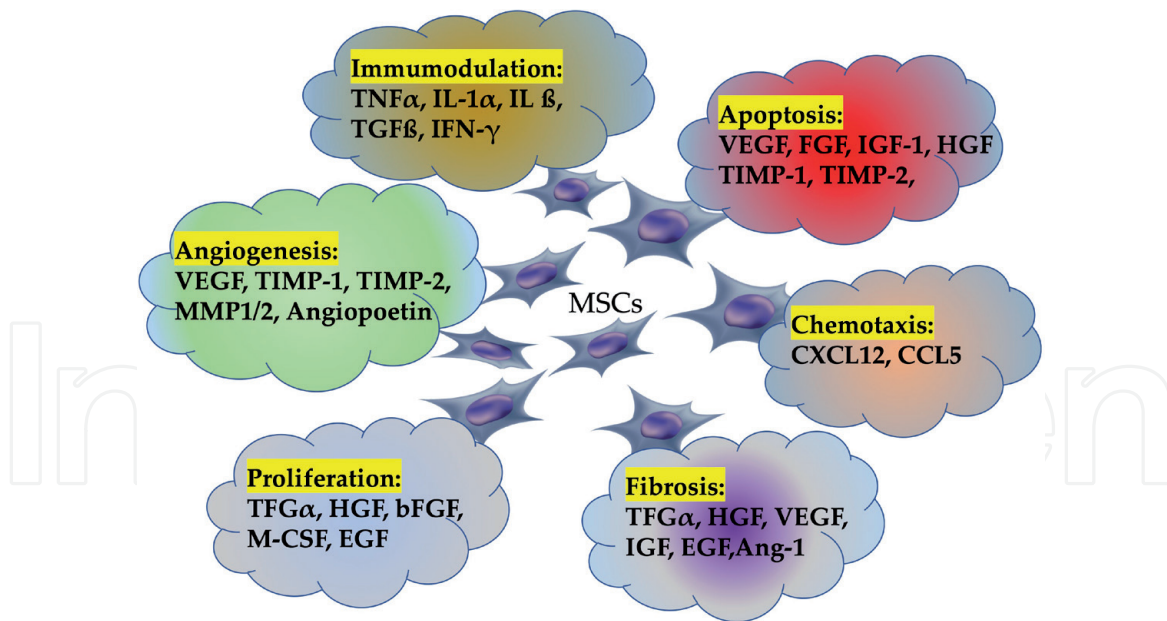 Immumodulation:
TNFα, IL-1α, IL ß,
TGFß, IFN-γ
Apoptosis:
VEGF, FGF, IGF-1, HGF
TIMP-1, TIMP-2,
Angiogenesis:
VEGF, TIMP-1, TIMP-2,
MMP1/2, Angiopoetin
MSCs
Chemotaxis:
CXCL12, CCL5
Proliferation:
TFGα, HGF, bFGF,
M-CSF, EGF
Fibrosis:
TFGα, HGF, VEGF,
IGF, EGF,Ang-1